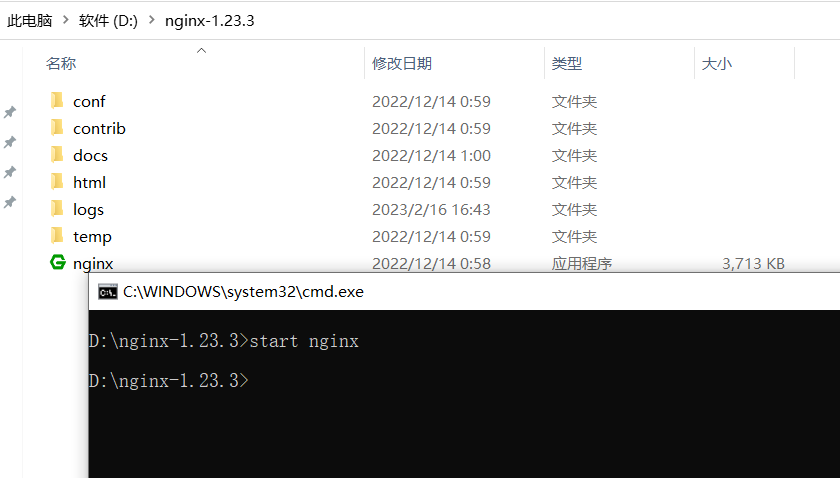 此电脑 > 软件 (D:) > nginx-1.23.3
名称 修改日期 类型 大小
conf 2022/12/14 0:59 文件夹
contrib 2022/12/14 0:59 文件夹
docs 2022/12/14 1:00 文件夹
html 2022/12/14 0:59 文件夹
logs 2023/2/16 16:43 文件夹
temp 2022/12/14 0:59 文件夹
nginx 2022/12/14 0:58 应用程序 3,713 KB
C:\WINDOWS\system32\cmd.exe
D:\nginx-1.23.3>start nginx
D:\nginx-1.23.3>